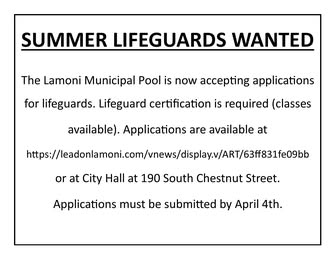 SUMMER LIFEGUARDS WANTED
The Lamoni Municipal Pool is now accepting applications
for lifeguards. Lifeguard certification is required (classes
available). Applications are available at
https://leadonlamoni.com/vnews/display.v/ART/63ff831fe09bb
or at City Hall at 190 South Chestnut Street.
Applications must be submitted by April 4th.